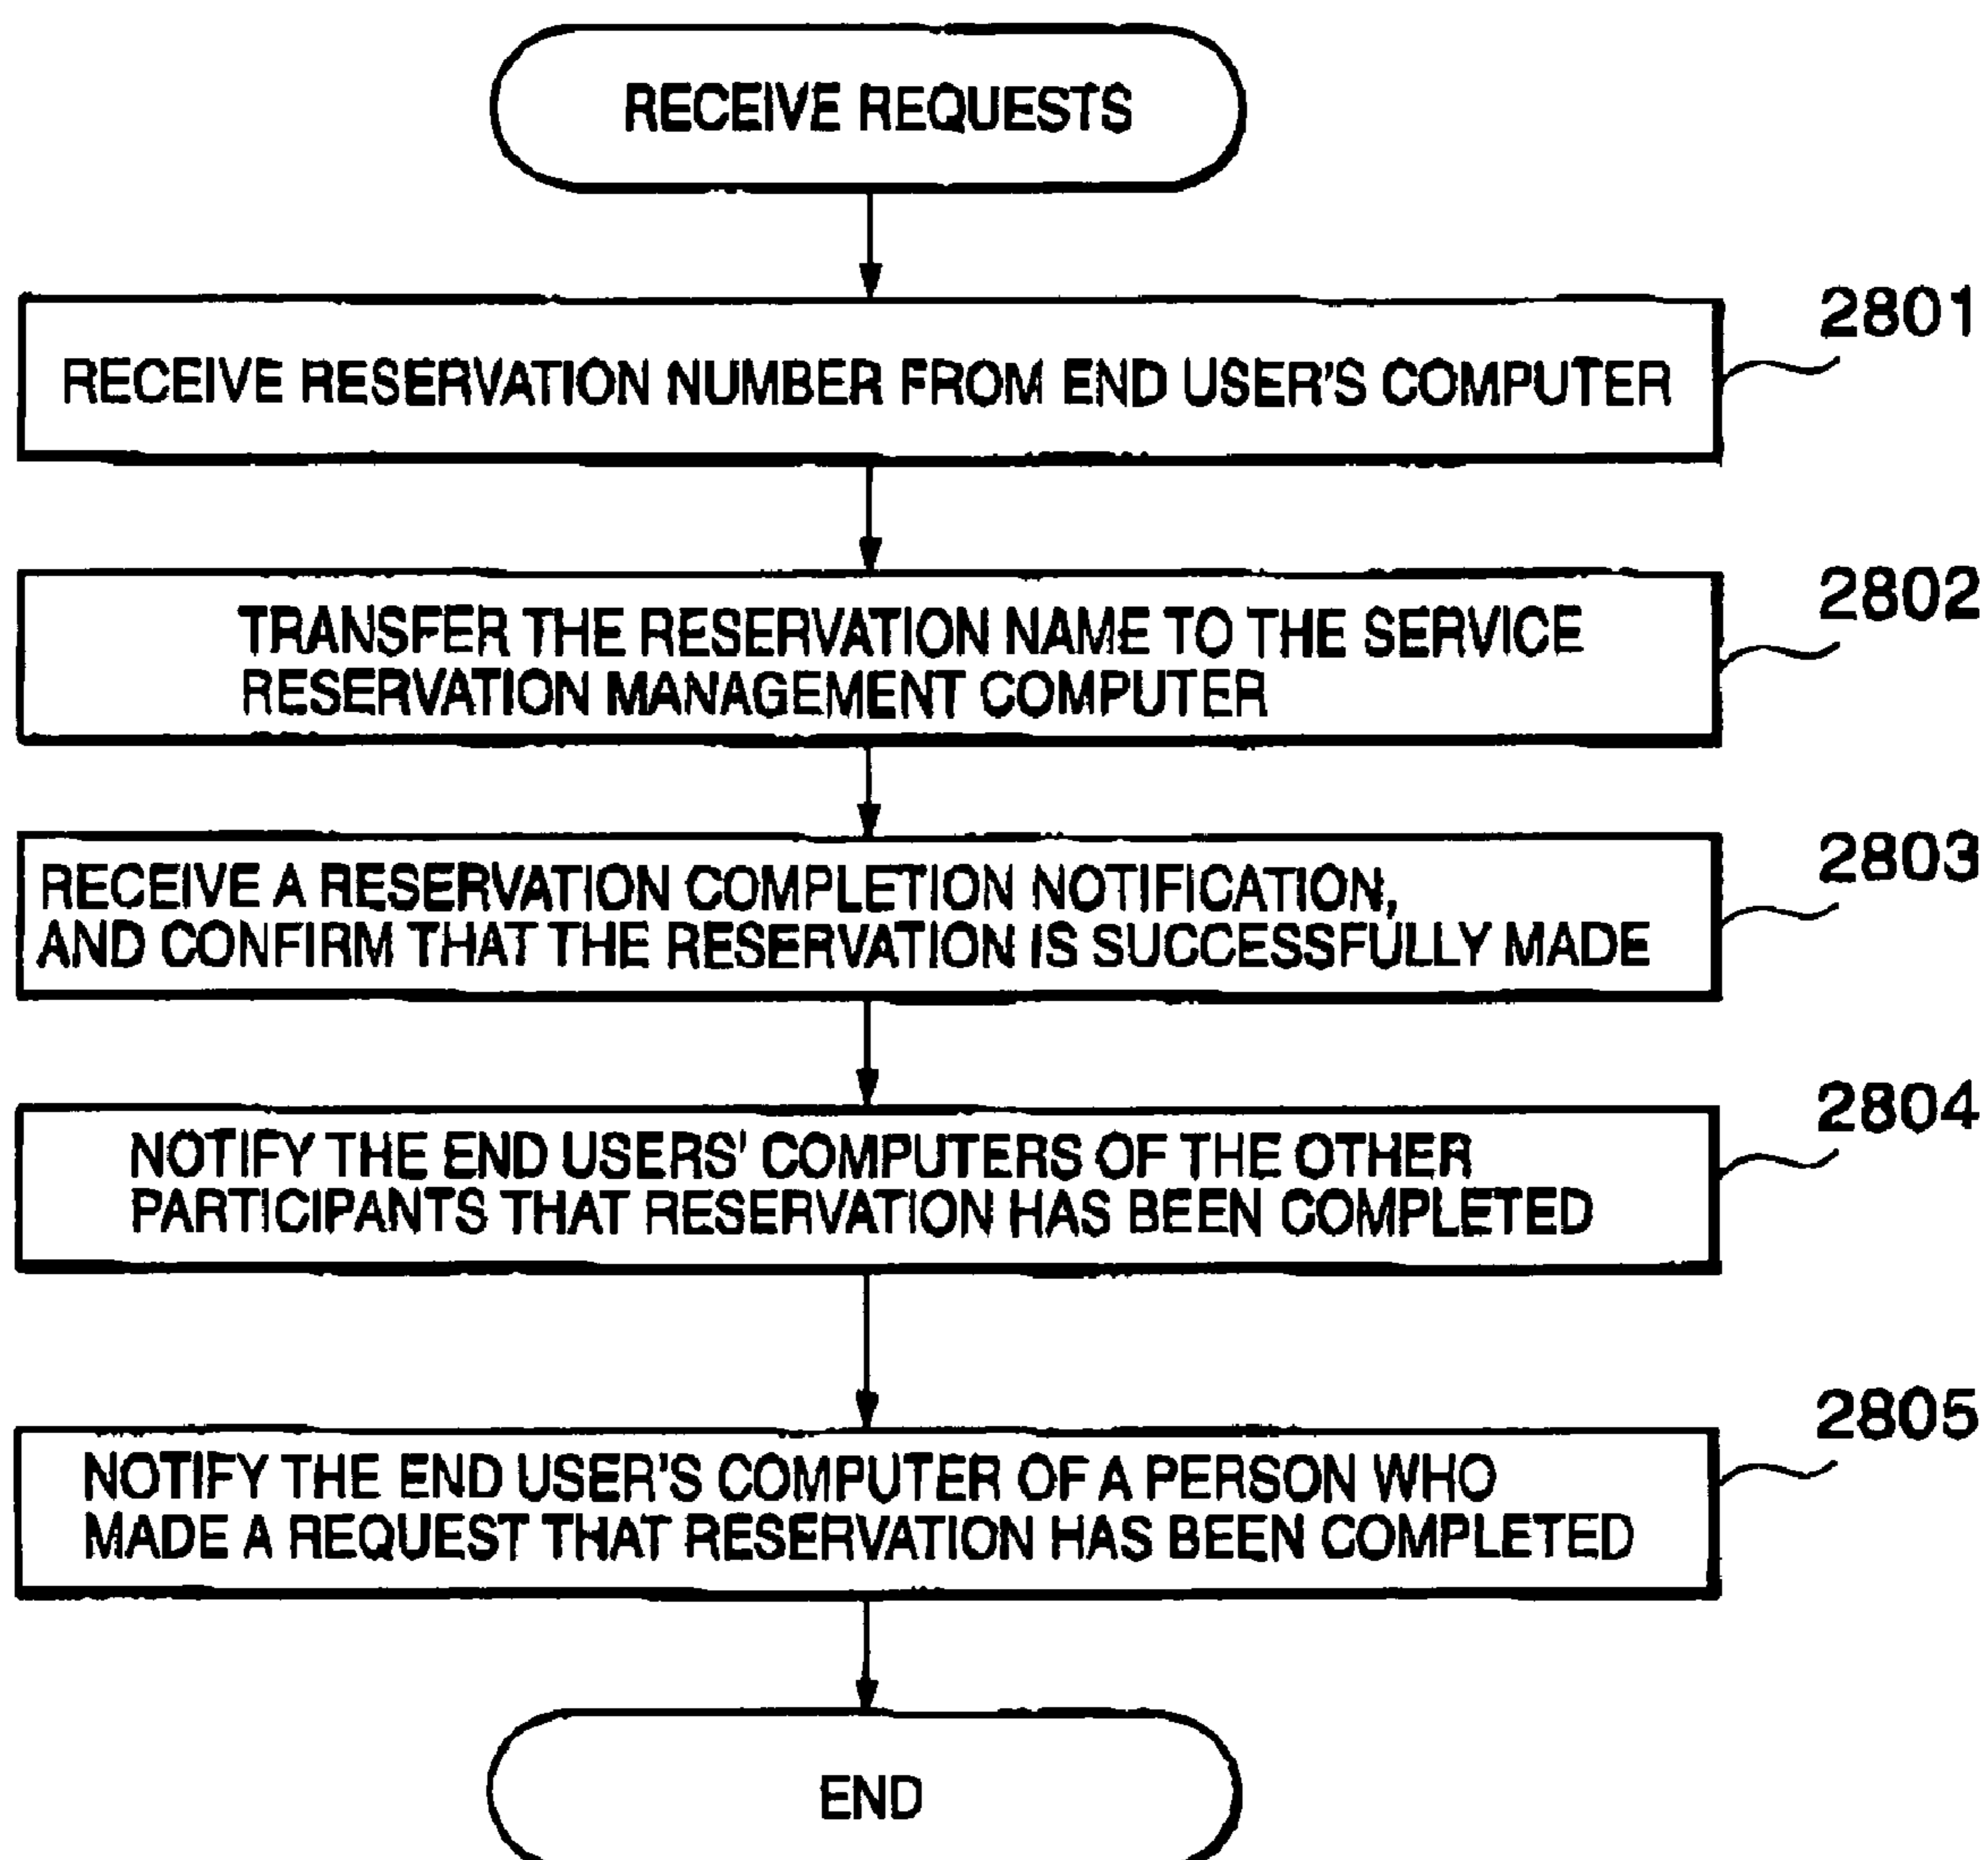 RECEIVE REQUESTS
2801
RECEIVE RESERVATION NUMBER FROM END USER'S COMPUTER
2802
TRANSFER THE RESERVATION NAME TO THE SERVICE
RESERVATION MANAGEMENT COMPUTER
2803
RECEIVE A RESERVATION COMPLETION NOTIFICATION,
AND CONFIRM THAT THE RESERVATION IS SUCCESSFULLY MADE
2804
NOTIFY THE END USERS' COMPUTERS OF THE OTHER
PARTICIPANTS THAT RESERVATION HAS BEEN COMPLETED
2805
NOTIFY THE END USER'S COMPUTER OF A PERSON WHO
MADE A REQUEST THAT RESERVATION HAS BEEN COMPLETED
END